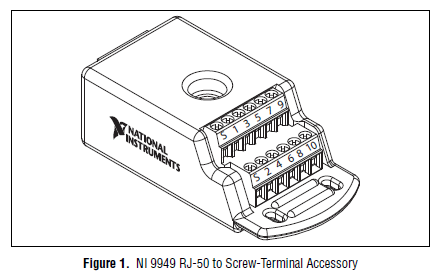 S 1 3 5 7 9
S 2 4 6 8 10
NATIONAL
INSTRUMENTS
Figure 1. NI 9949 RJ-50 to Screw-Terminal Accessory